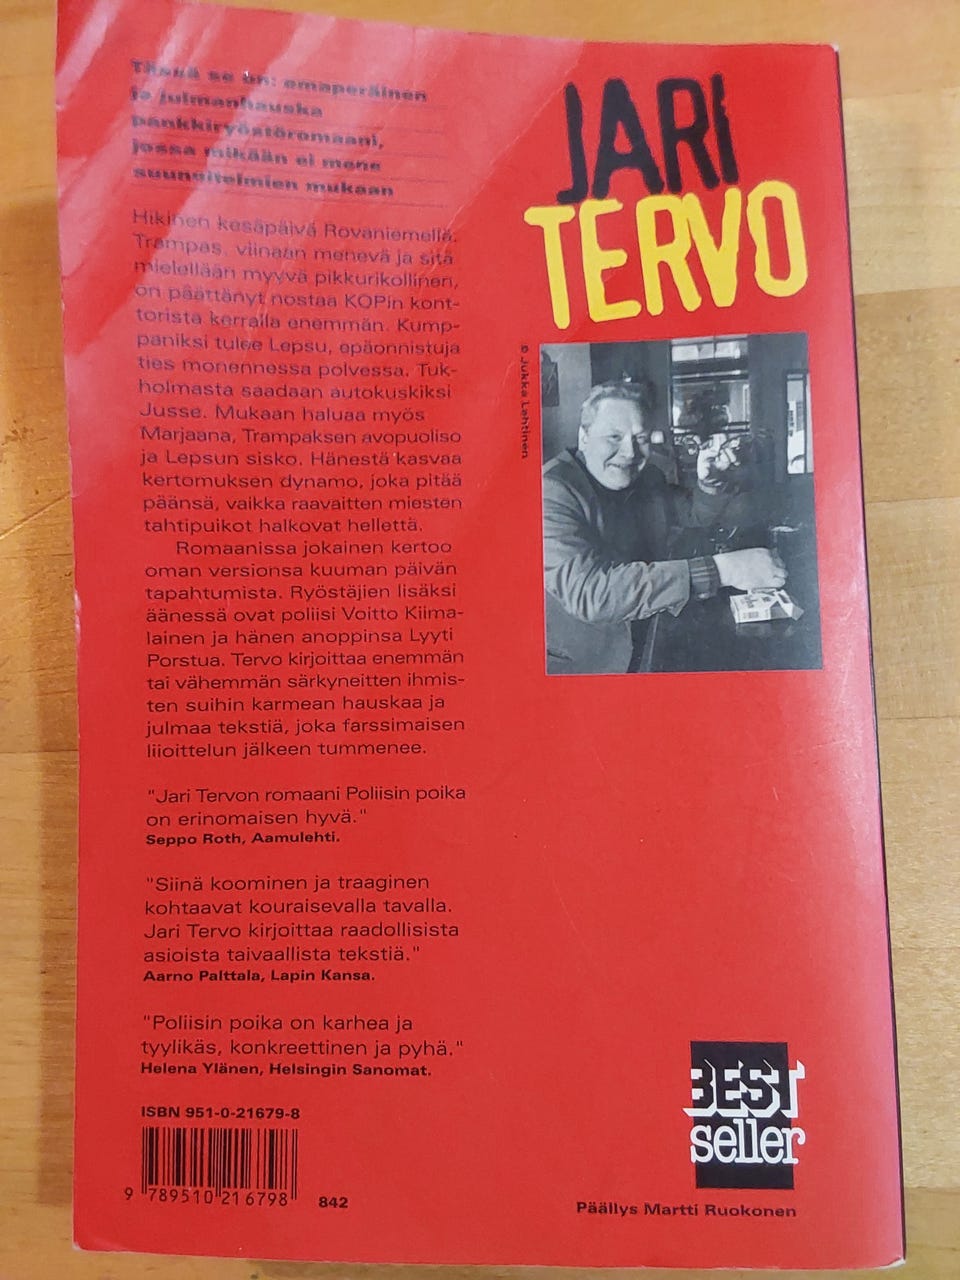 Tässä se on: omaperäinen
ja julmanhauska
pankkiryöstöromaani,
jossa mikään ei mene
suunnitelmien mukaan
Hikinen kesäpäivä Rovaniemellä.
Trampas, viinaan menevä ja sitä
mielellään myyvä pikkurikollinen,
on päättänyt nostaa KOPin kont-
torista kerralla enemmän. Kump-
paniksi tulee Lepsu, epäonnistuja
ties monennessa polvessa. Tuk-
holmasta saadaan autokuskiksi
Jusse. Mukaan haluaa myös
Marjaana, Trampaksen avopuoliso
ja Lepsun sisko. Hänestä kasvaa
kertomuksen dynamo, joka pitää
päänsä, vaikka raavaitten miesten
tahtipuikot halkovat hellettä.
Romaanissa jokainen kertoo
oman versionsa kuuman päivän
tapahtumista. Ryöstäjien lisäksi
äänessä ovat poliisi Voitto Kiima-
lainen ja hänen anoppinsa Lyyti
Porstua. Tervo kirjoittaa enemmän
tai vähemmän särkyneitten ihmis-
ten suihin karmean hauskaa ja
julmaa tekstiä, joka farssimaisen
liioittelun jälkeen tummenee.
"Jari Tervon romaani Poliisin poika
on erinomaisen hyvä."
Seppo Roth, Aamulehti.
"Siinä koominen ja traaginen
kohtaavat kouraisevalla tavalla.
Jari Tervo kirjoittaa raadollisista
asioista taivaallista tekstiä."
Aarno Palttala, Lapin Kansa.
"Poliisin poika on karhea ja
tyylikäs, konkreettinen ja pyhä."
Helena Ylänen, Helsingin Sanomat.
ISBN 951-0-21679-8
9 789510 216798
842
JARI
TERVO
© Jukka Lehtinen
BEST
seller
Päällys Martti Ruokonen